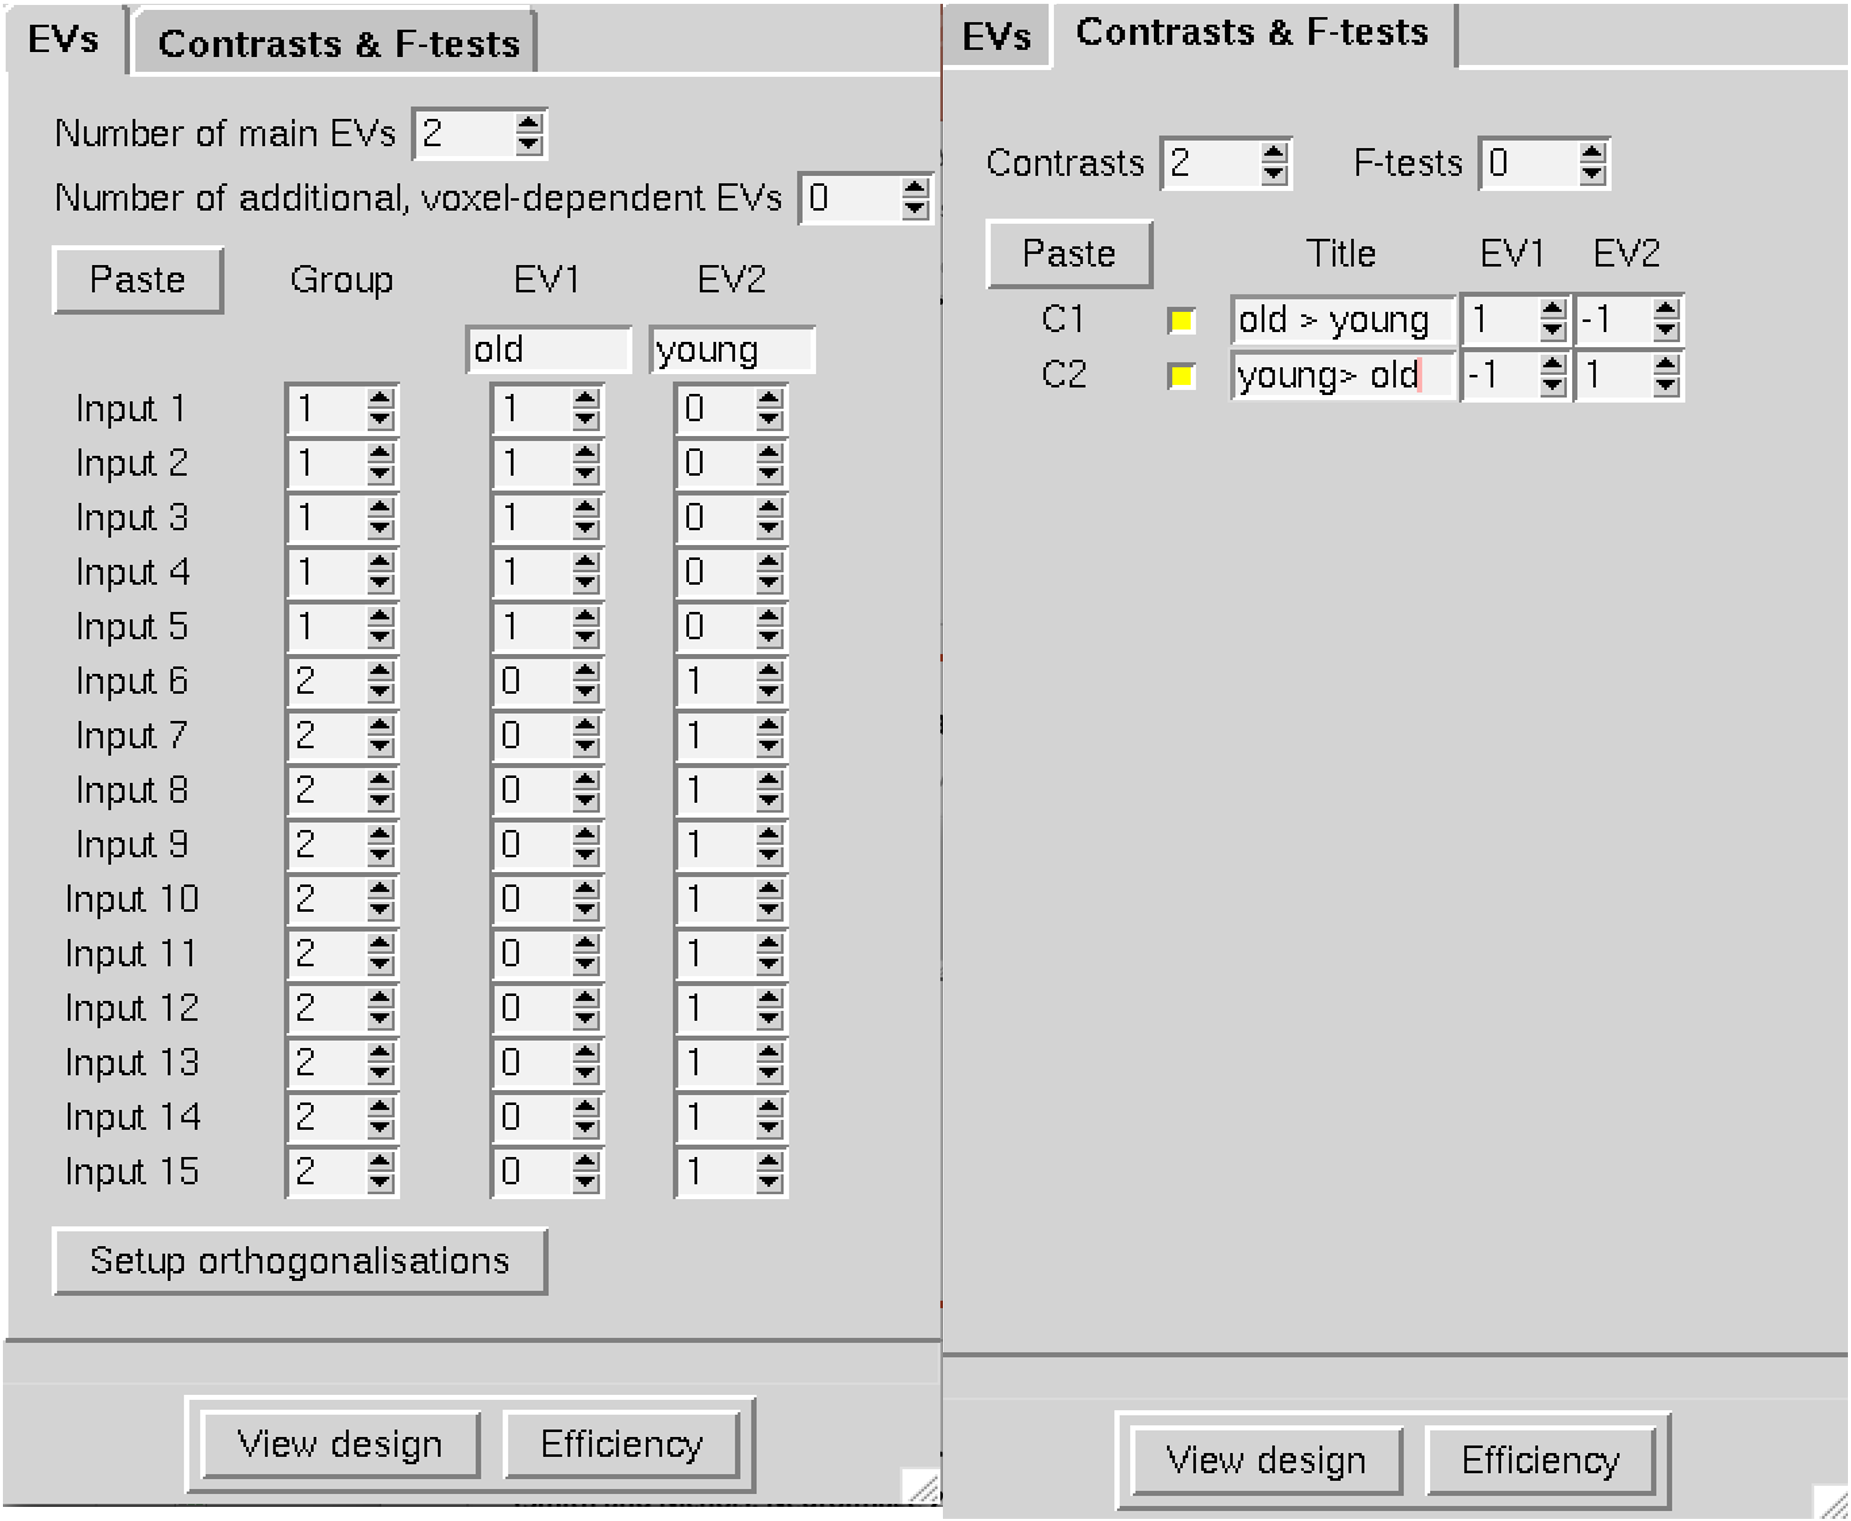 EVs Contrasts & F-tests
Number of main EVs 2
Number of additional, voxel-dependent EVs 0
Paste Group EV1 EV2
old young
Input 1 1 1 0
Input 2 1 1 0
Input 3 1 1 0
Input 4 1 1 0
Input 5 1 1 0
Input 6 2 0 1
Input 7 2 0 1
Input 8 2 0 1
Input 9 2 0 1
Input 10 2 0 1
Input 11 2 0 1
Input 12 2 0 1
Input 13 2 0 1
Input 14 2 0 1
Input 15 2 0 1
Setup orthogonalisations
View design Efficiency
EVs Contrasts & F-tests
Contrasts 2 F-tests 0
Paste Title EV1 EV2
C1 old > young 1 -1
C2 young> old -1 1
View design Efficiency